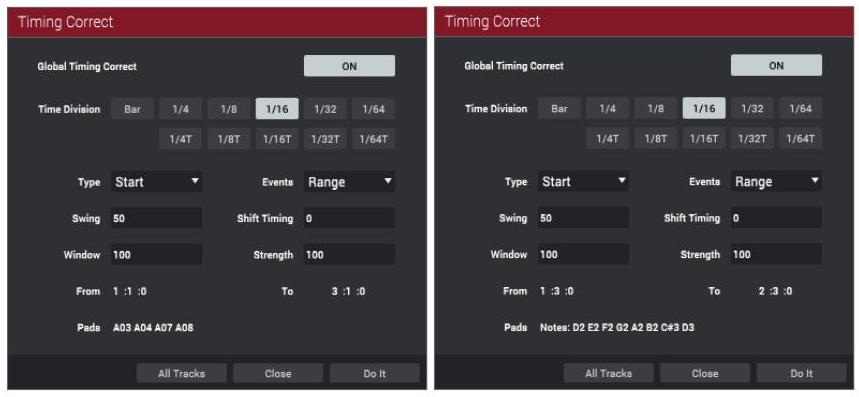 Timing Correct
Global Timing Correct ON
Time Division Bar 1/4 1/8 1/16 1/32 1/64
1/4T 1/8T 1/16T 1/32T 1/64T
Type Start Events Range
Swing 50 Shift Timing 0
Window 100 Strength 100
From 1 :1 :0 To 3 :1 :0
Pads A03 A04 A07 A08
All Tracks Close Do It
Timing Correct
Global Timing Correct ON
Time Division Bar 1/4 1/8 1/16 1/32 1/64
1/4T 1/8T 1/16T 1/32T 1/64T
Type Start Events Range
Swing 50 Shift Timing 0
Window 100 Strength 100
From 1 :3 :0 To 2 :3 :0
Pads Notes: D2 E2 F2 G2 A2 B2 C#3 D3
All Tracks Close Do It